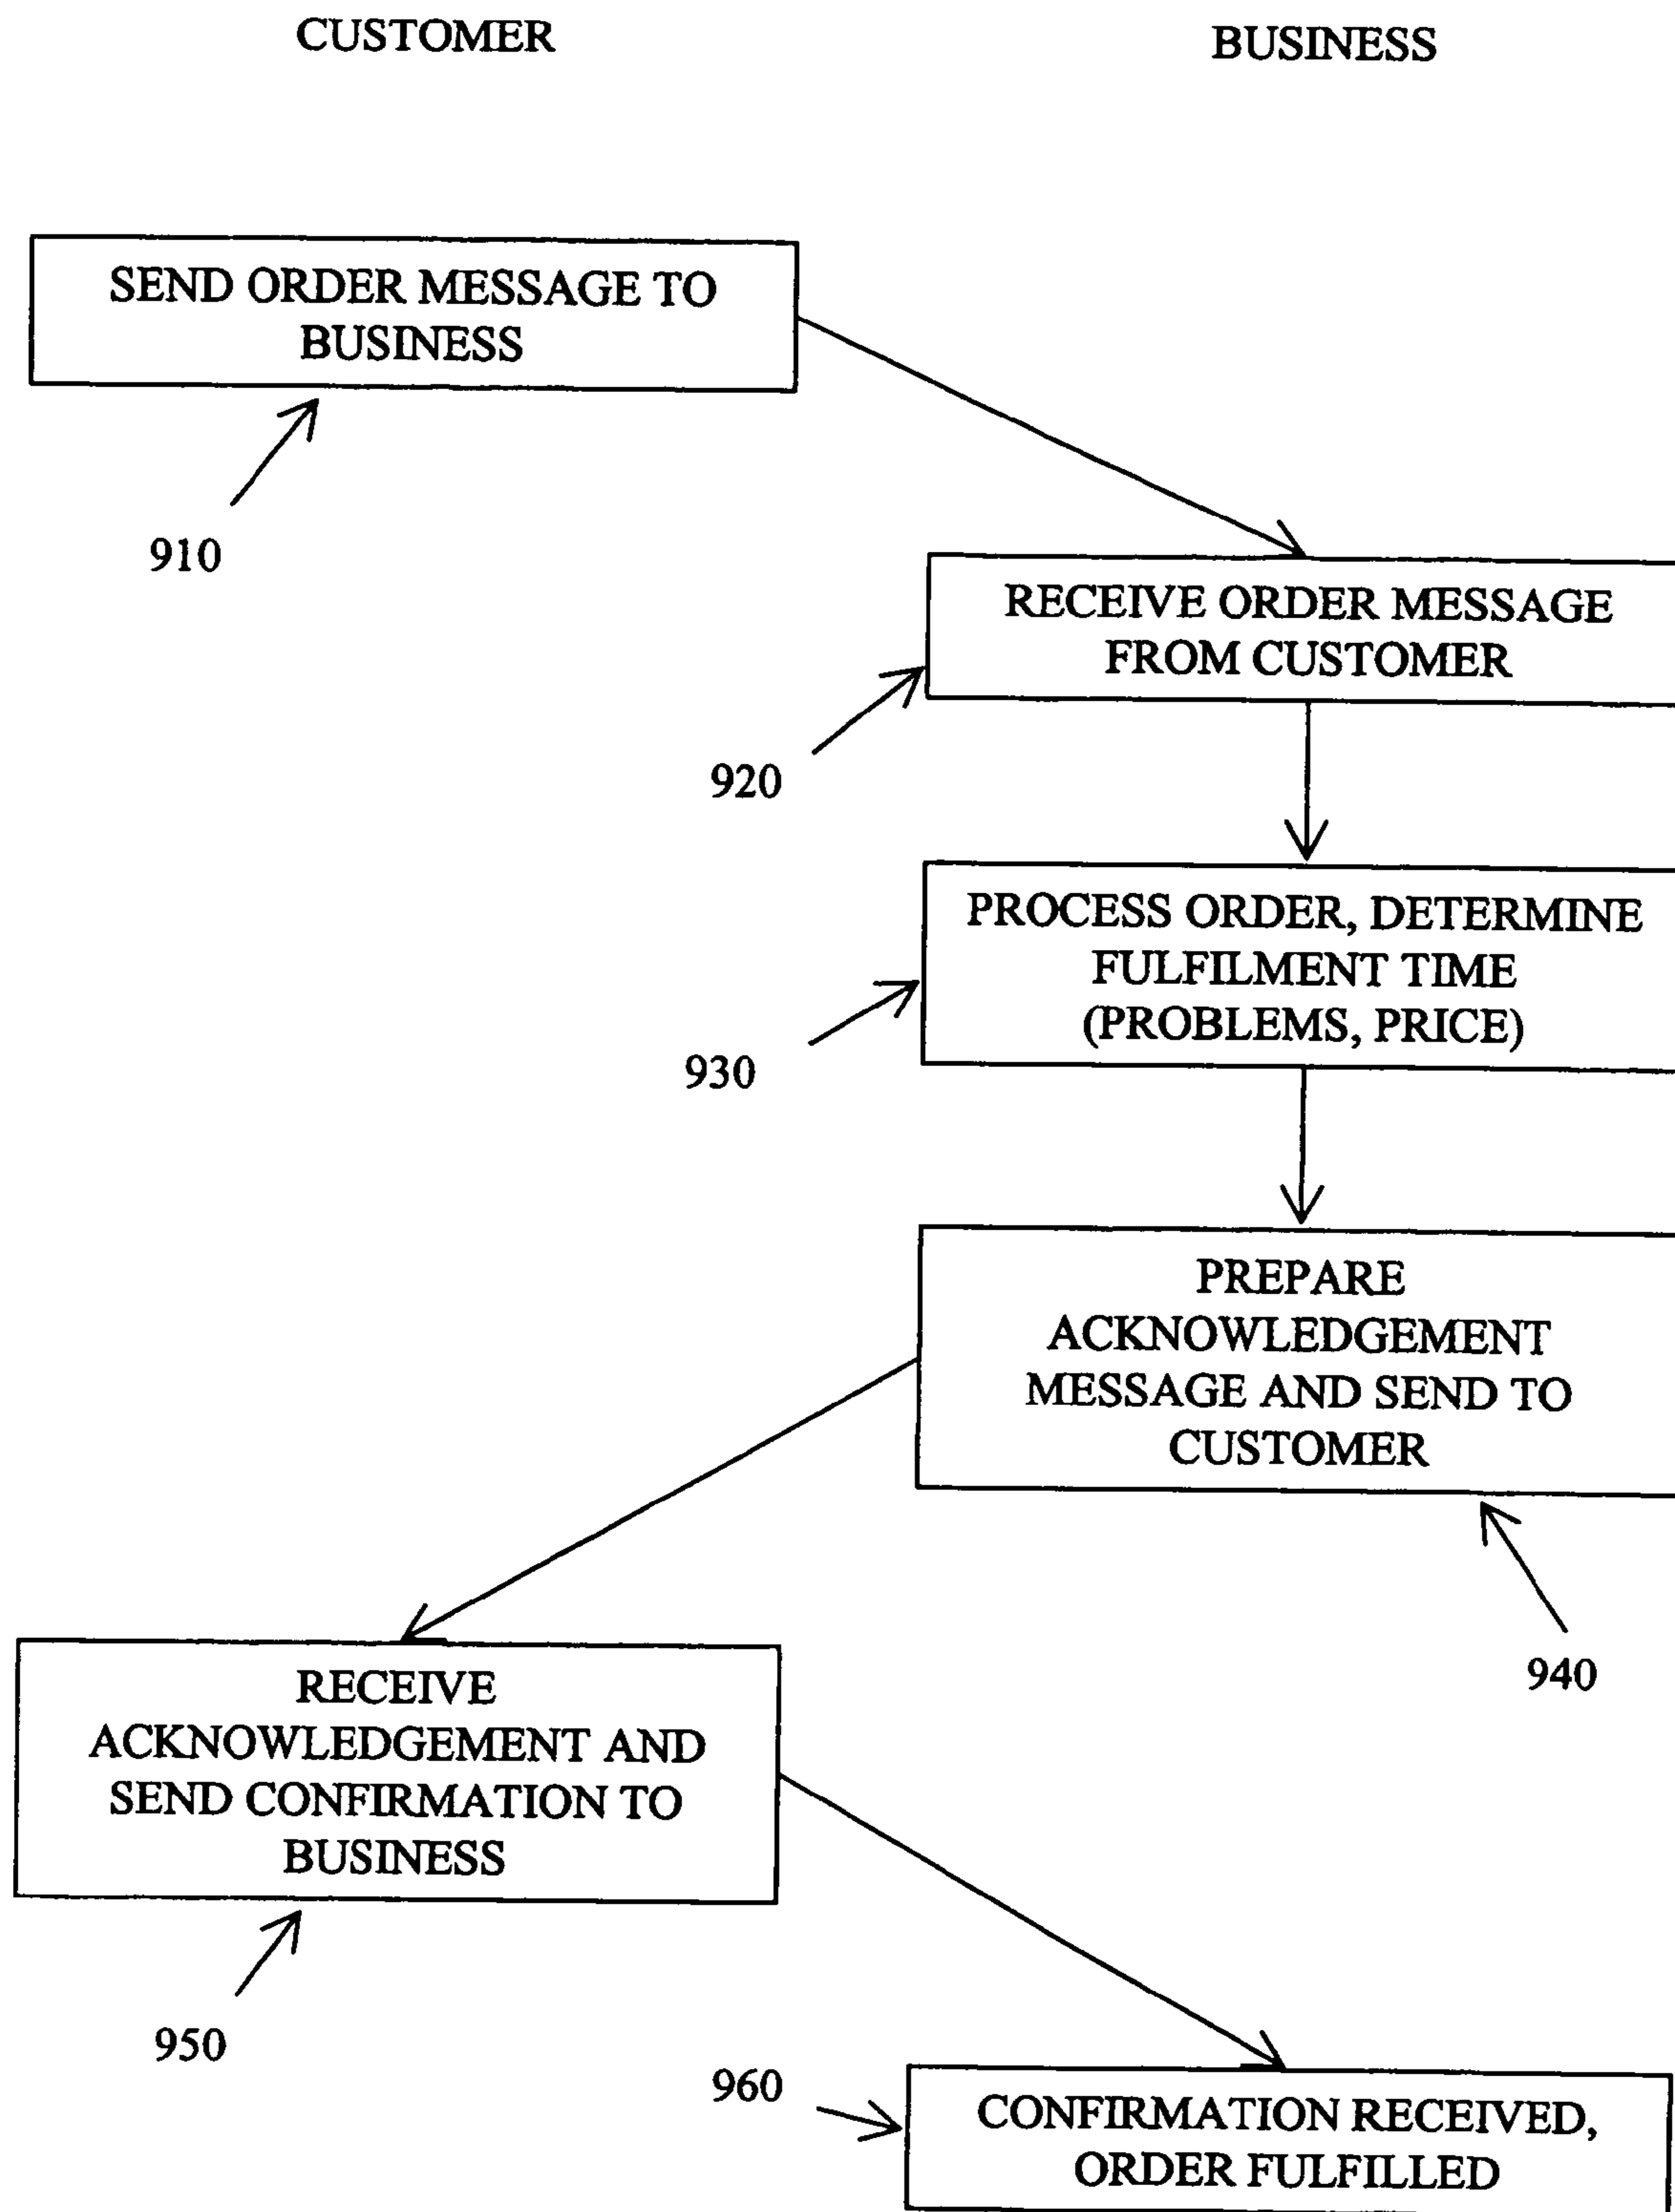 CUSTOMER
BUSINESS
SEND ORDER MESSAGE TO
BUSINESS
910
RECEIVE ORDER MESSAGE
FROM CUSTOMER
920
PROCESS ORDER, DETERMINE
FULFILMENT TIME
(PROBLEMS, PRICE)
930
PREPARE
ACKNOWLEDGEMENT
MESSAGE AND SEND TO
CUSTOMER
940
RECEIVE
ACKNOWLEDGEMENT AND
SEND CONFIRMATION TO
BUSINESS
950
960
CONFIRMATION RECEIVED,
ORDER FULFILLED